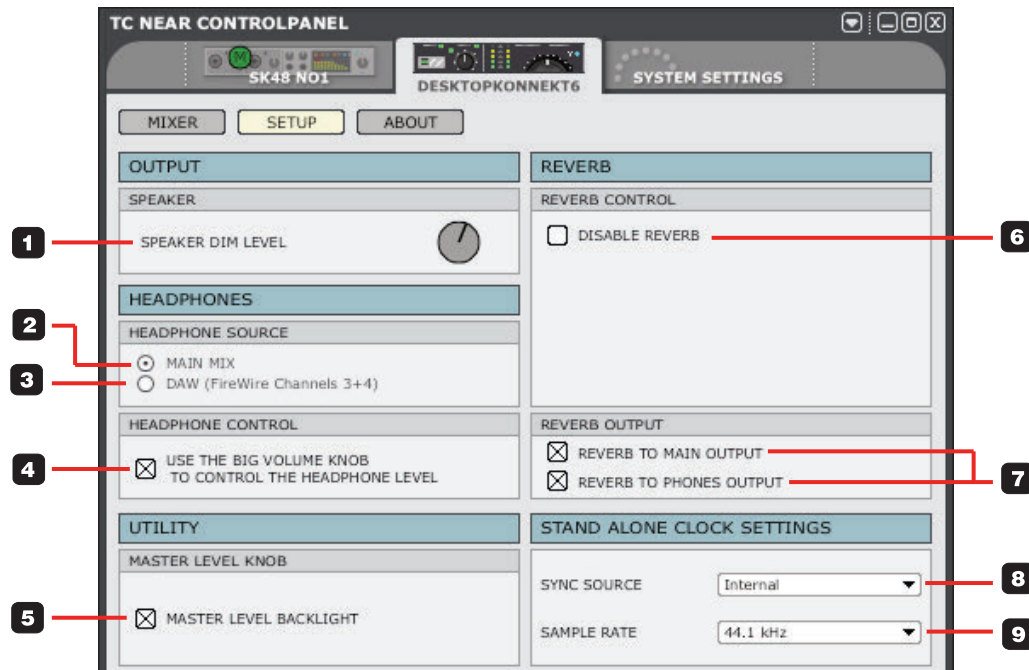 TC NEAR CONTROLPANEL
M
SK48 NO1
DESKTOPKONNEKT6
SYSTEM SETTINGS
MIXER
SETUP
ABOUT
OUTPUT
SPEAKER
1
SPEAKER DIM LEVEL
HEADPHONES
HEADPHONE SOURCE
2
MAIN MIX
3
DAW (FireWire Channels 3+4)
HEADPHONE CONTROL
4
USE THE BIG VOLUME KNOB
TO CONTROL THE HEADPHONE LEVEL
UTILITY
MASTER LEVEL KNOB
5
MASTER LEVEL BACKLIGHT
REVERB
REVERB CONTROL
DISABLE REVERB
6
REVERB OUTPUT
REVERB TO MAIN OUTPUT
REVERB TO PHONES OUTPUT
7
STAND ALONE CLOCK SETTINGS
SYNC SOURCE
Internal
8
SAMPLE RATE
44.1 kHz
9